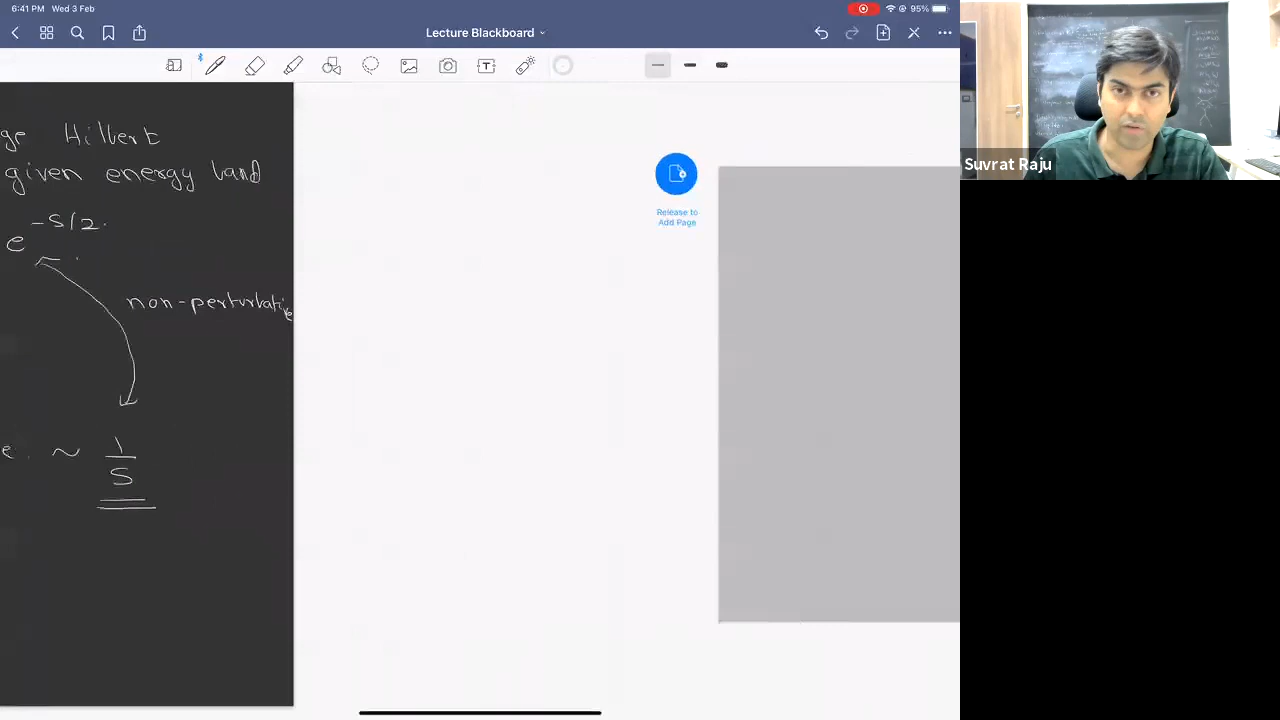 6:41 PM Wed 3 Feb
95%
Lecture Blackboard
Suvrat Raju
Release to
Add Page
ge Hilbert
given energy band
e^{-S/2}.
non-perturbative
e. ~ 1/S